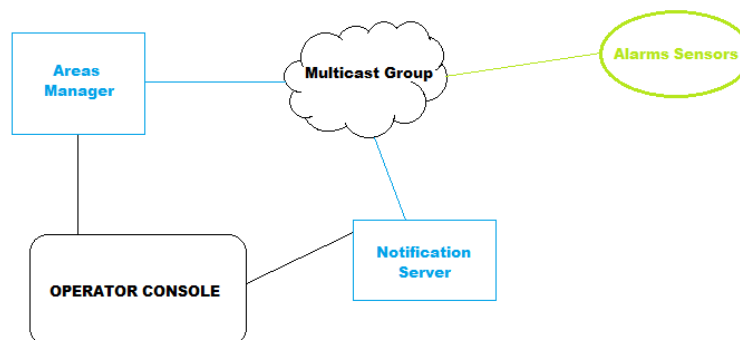 Areas
Manager
Multicast Group
Alarms Sensors
Notification
Server
OPERATOR CONSOLE